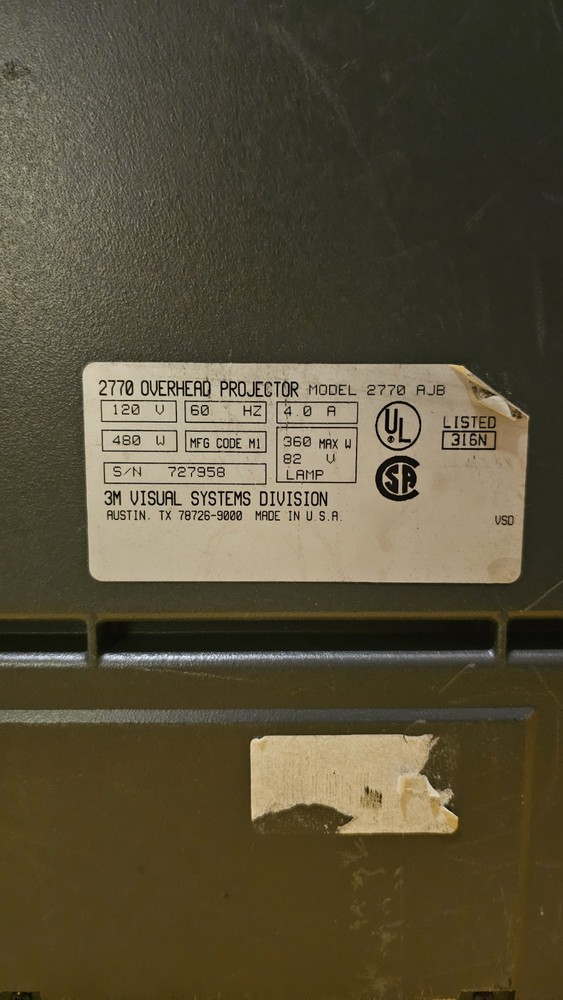 2770 OVERHEAD PROJECTOR MODEL 2770 AJB
120 V 60 HZ 4.0 A
480 W MFG CODE M1 360 MAX W
82 V
LAMP
S/N 727958
UL
®
LISTED
316N
SA
3M VISUAL SYSTEMS DIVISION
AUSTIN. TX 78726-9000 MADE IN U.S.A.
VSD